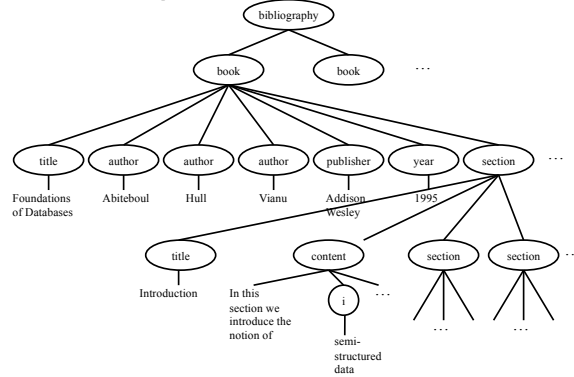 bibliography
book
book
...
title
author
author
author
publisher
year
section
...
Foundations
of Databases
Abiteboul
Hull
Vianu
Addison
Wesley
1995
title
content
section
section
...
Introduction
In this
section we
introduce the
notion of
i
...
semi-
structured
data
...
...